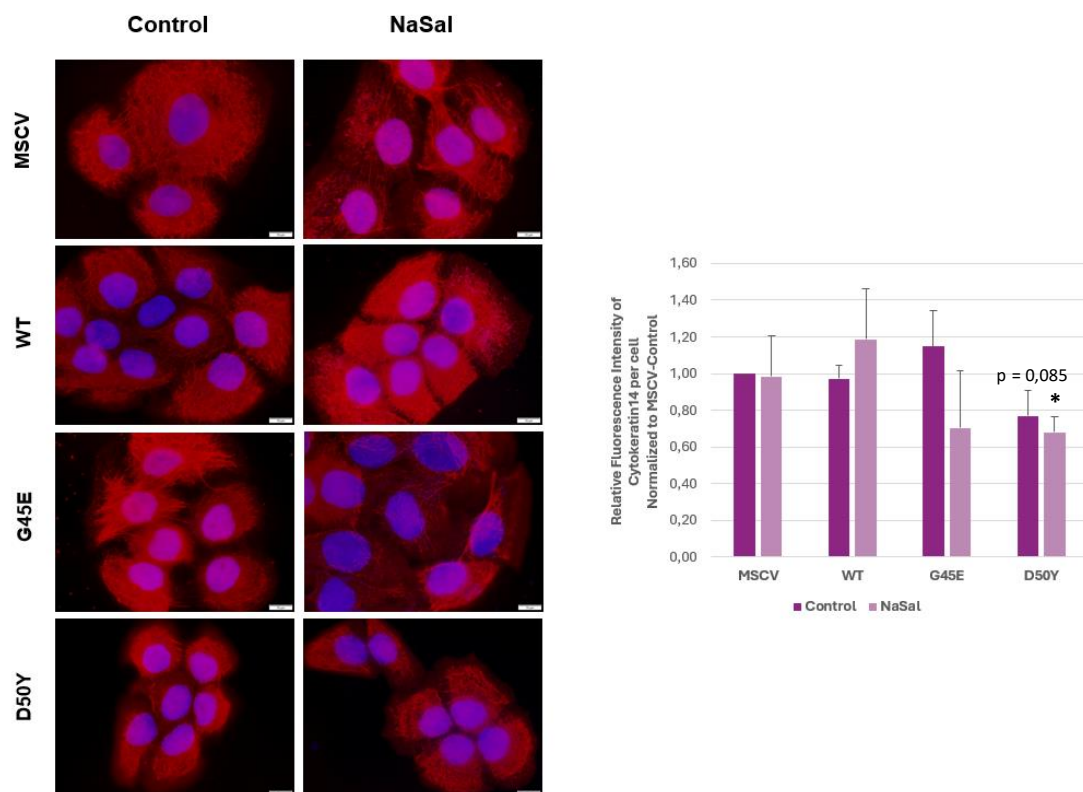 Control NaSal
MSCV
WT
G45E
D50Y
Relative Fluorescence Intensity of
Cytokeratin14 per cell
Normalized to MSCV-Control
1,60
1,40
1,20
1,00
0,80
0,60
0,40
0,20
0,00
p = 0,085
*
MSCV WT G45E D50Y
Control NaSal